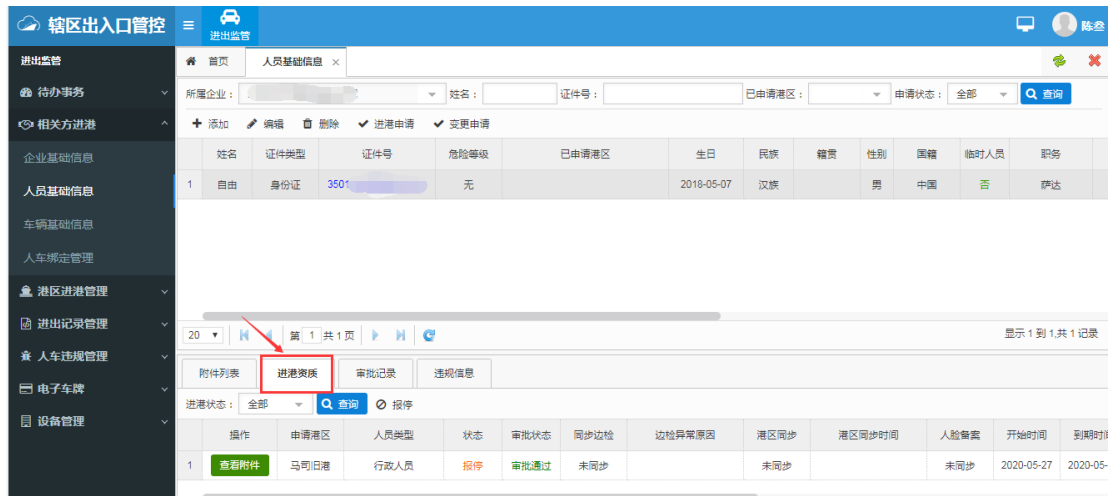 辖区出入口管控
进出监管
陈叁
进出监管
首页
人员基础信息 ×
待办事务
所属企业：
姓名：
证件号：
已申请港区：
申请状态： 全部
查询
相关方进港
添加 编辑 删除 进港申请 变更申请
企业基础信息
姓名 证件类型 证件号 危险等级 已申请港区 生日 民族 籍贯 性别 国籍 临时人员 职务
人员基础信息
1 自由 身份证 3501 无 2018-05-07 汉族 男 中国 否 萨达
车辆基础信息
人车绑定管理
港区进港管理
进出记录管理
20 第 1 共1页
显示 1 到 1,共 1 记录
人车违规管理
附件列表 进港资质 审批记录 违规信息
电子车牌
进港状态： 全部 查询 报停
设备管理
操作 申请港区 人员类型 状态 审批状态 同步边检 边检异常原因 港区同步 港区同步时间 人脸备案 开始时间 到期时间
1 查看附件 马司旧港 行政人员 报停 审批通过 未同步 未同步 未同步 2020-05-27 2020-05-